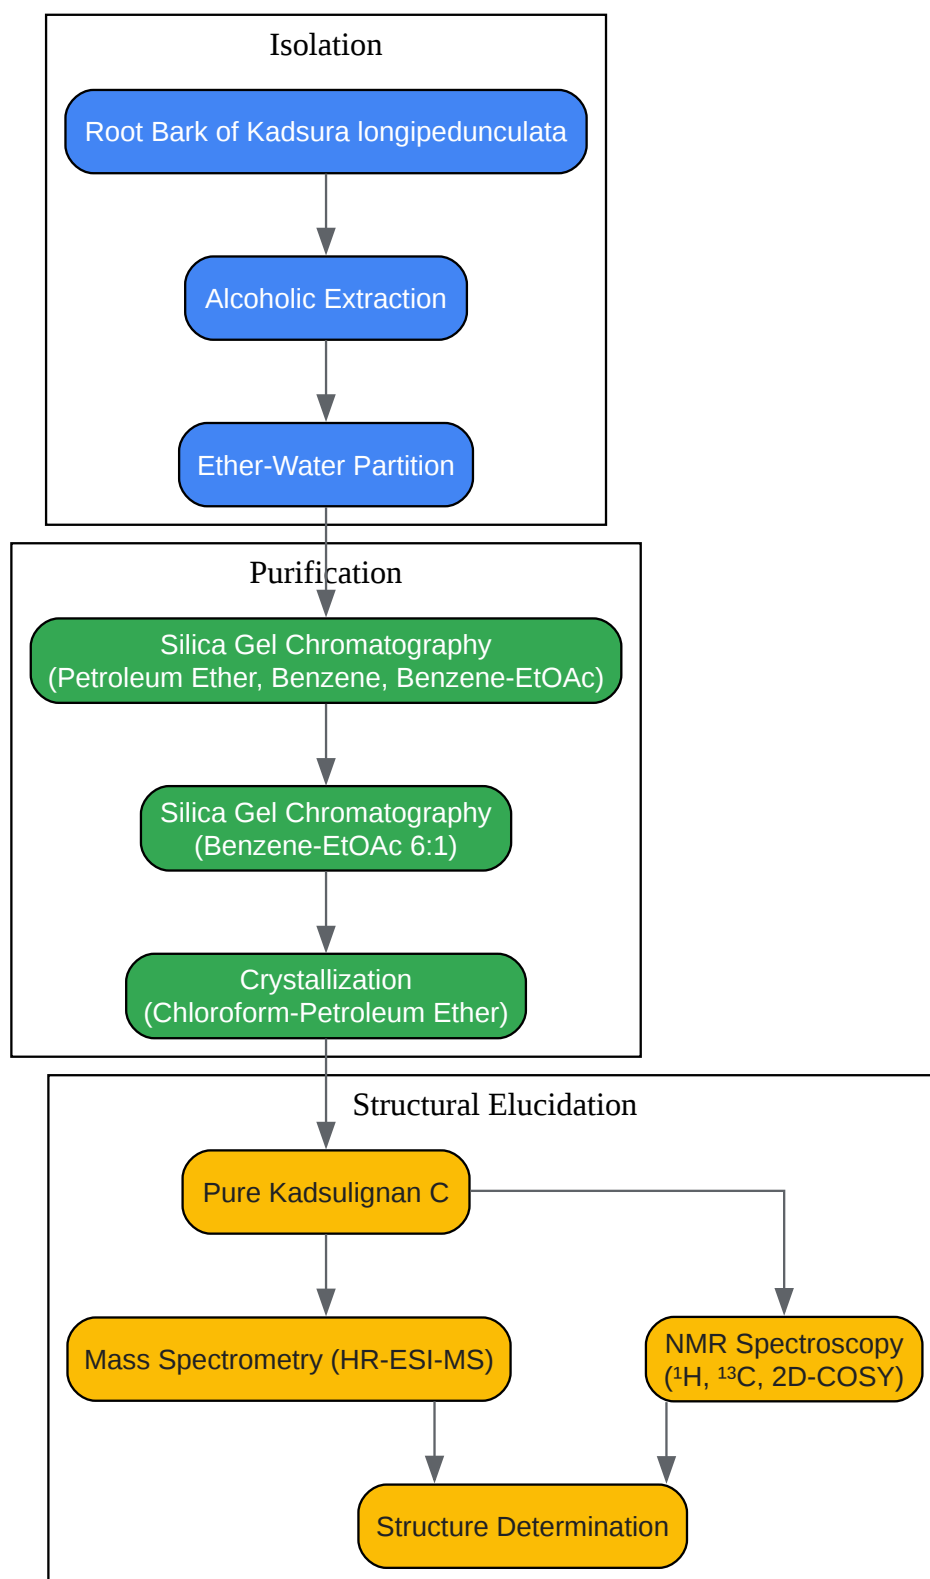 Isolation
Root Bark of Kadsura longipedunculata
Alcoholic Extraction
Ether-Water Partition
Purification
Silica Gel Chromatography
(Petroleum Ether, Benzene, Benzene-EtOAc)
Silica Gel Chromatography
(Benzene-EtOAc 6:1)
Crystallization
(Chloroform-Petroleum Ether)
Structural Elucidation
Pure Kadsulignan C
Mass Spectrometry (HR-ESI-MS)
NMR Spectroscopy
(¹H, ¹³C, 2D-COSY)
Structure Determination